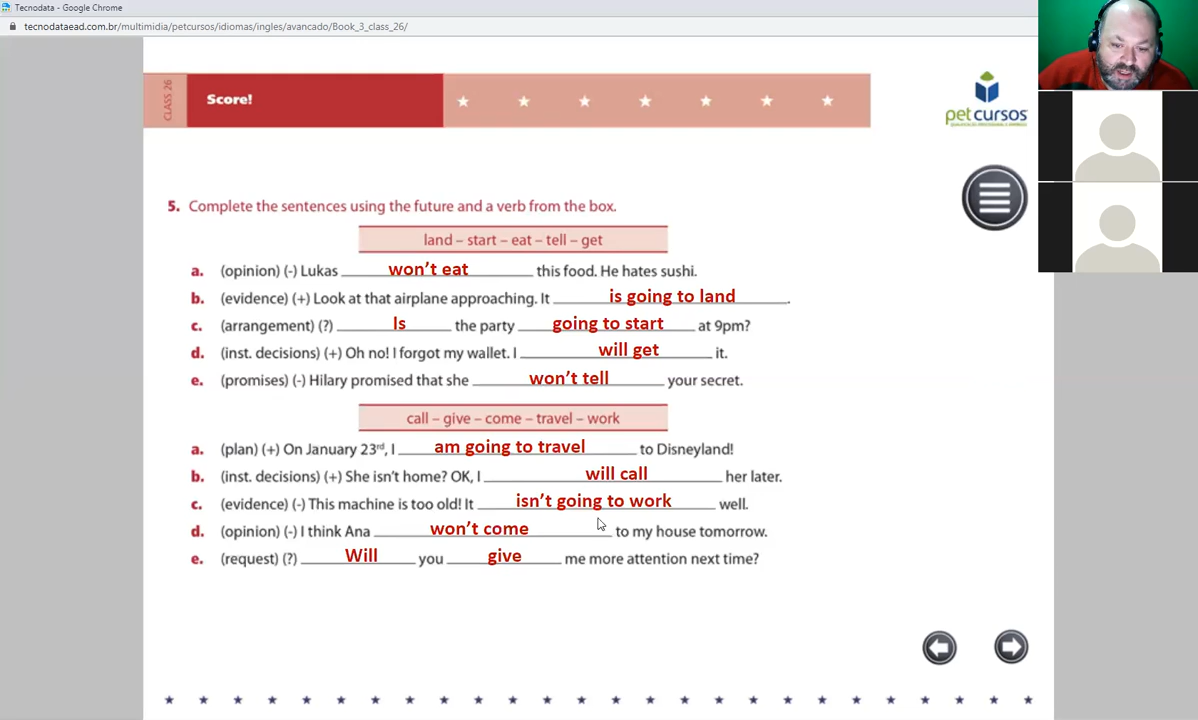 Tecnodata - Google Chrome
tecnodataead.com.br/multimidia/petcursos/idiomas/ingles/avancado/Book_3_class_26/
CLASS 26
Score!
petcursos
QUALIFICAÇÃO PROFISSIONAL E IDIOMAS
5. Complete the sentences using the future and a verb from the box.
land – start – eat – tell – get
a. (opinion) (-) Lukas won't eat this food. He hates sushi.
b. (evidence) (+) Look at that airplane approaching. It is going to land.
c. (arrangement) (?) Is the party going to start at 9pm?
d. (inst. decisions) (+) Oh no! I forgot my wallet. I will get it.
e. (promises) (-) Hilary promised that she won't tell your secret.
call – give – come – travel – work
a. (plan) (+) On January 23rd, I am going to travel to Disneyland!
b. (inst. decisions) (+) She isn't home? OK, I will call her later.
c. (evidence) (-) This machine is too old! It isn't going to work well.
d. (opinion) (-) I think Ana won't come to my house tomorrow.
e. (request) (?) Will you give me more attention next time?